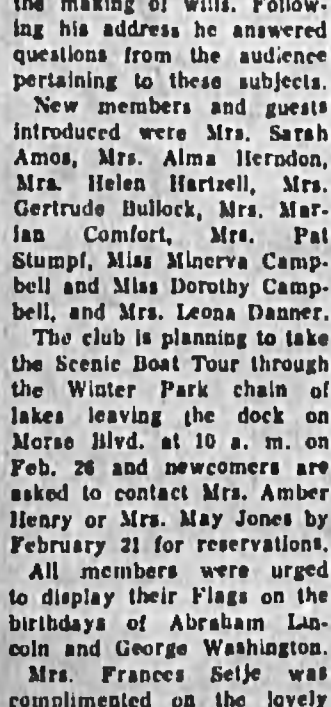 the making of wills. Follow-
ing his address he answered
questions from the audience
pertaining to these subjects.
New members and guests
introduced were Mrs. Sarah
Amos, Mrs. Alma Herndon,
Mrs. Helen Hartzell, Mrs.
Gertrude Bullock, Mrs. Mar-
ian Comfort, Mrs. Pat
Stumpf, Miss Minerva Camp-
bell and Miss Dorothy Camp-
bell, and Mrs. Leona Danner.
The club is planning to take
the Scenic Boat Tour through
the Winter Park chain of
lakes leaving the dock on
Morse Blvd. at 10 a. m. on
Feb. 26 and newcomers are
asked to contact Mrs. Amber
Henry or Mrs. May Jones by
February 21 for reservations.
All members were urged
to display their Flags on the
birthdays of Abraham Lin-
coln and George Washington.
Mrs. Frances Setje was
complimented on the lovely